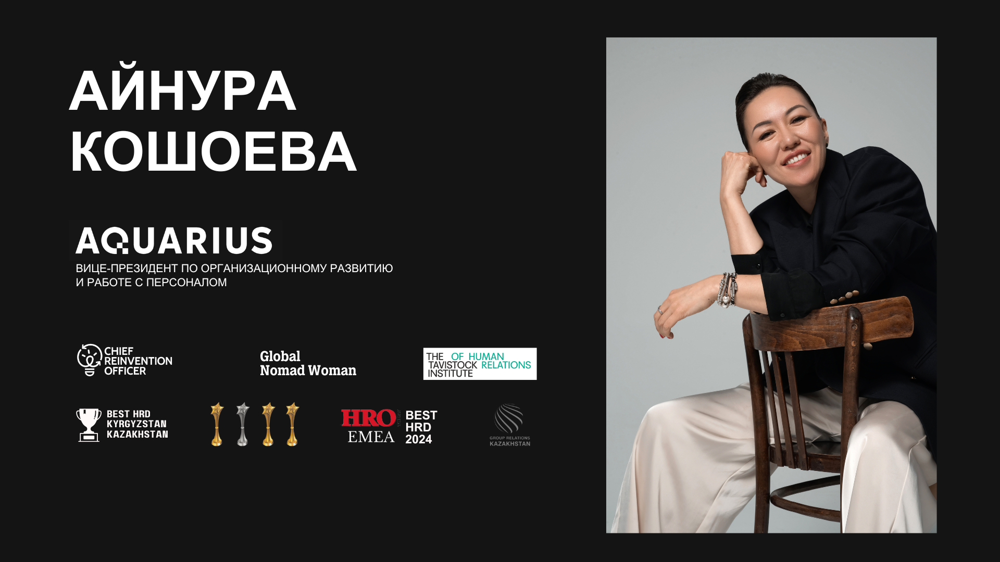 АЙНУРА
КОШОЕВА
AQUARIUS
ВИЦЕ-ПРЕЗИДЕНТ ПО ОРГАНИЗАЦИОННОМУ РАЗВИТИЮ
И РАБОТЕ С ПЕРСОНАЛОМ
CHIEF
REINVENTION
OFFICER
Global
Nomad Woman
THE OF HUMAN
TAVISTOCK RELATIONS
INSTITUTE
BEST HRD
KYRGYZSTAN
KAZAKHSTAN
HRO
EMEA
BEST
HRD
2024
GROUP RELATIONS
KAZAKHSTAN